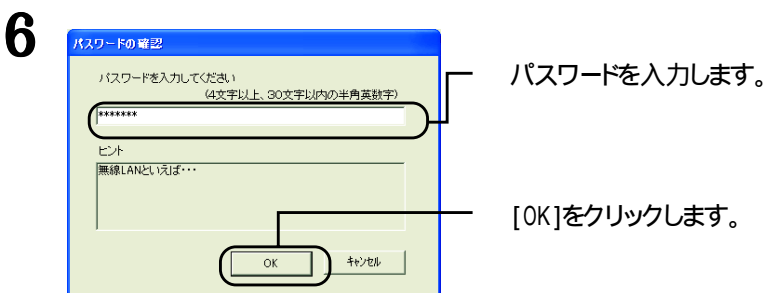 6
パスワードの確認
パスワードを入力してください
(4文字以上、30文字以内の半角英数字)
*******
パスワードを入力します。
ヒント
無線LANといえば・・・
[OK]をクリックします。
OK
キャンセル